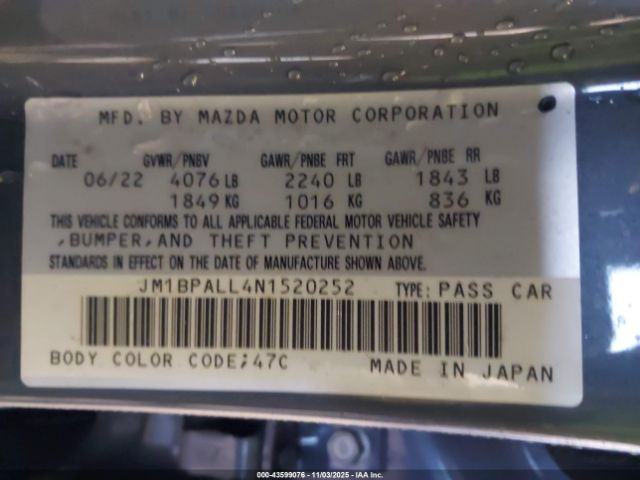 MFD. BY MAZDA MOTOR CORPORATION
DATE GVWR/PNBV GAWR/PNBE FRT GAWR/PNBE RR
06/22 4076 LB 2240 LB 1843 LB
1849 KG 1016 KG 836 KG
THIS VEHICLE CONFORMS TO ALL APPLICABLE FEDERAL MOTOR VEHICLE SAFETY
,BUMPER,AND THEFT PREVENTION
STANDARDS IN EFFECT ON THE DATE OF MANUFACTURE SHOWN ABOVE.
JM1BPALL4N1520252 TYPE: PASS CAR
BODY COLOR CODE;47C MADE IN JAPAN
000-43599076 - 11/03/2025 - IAA Inc.